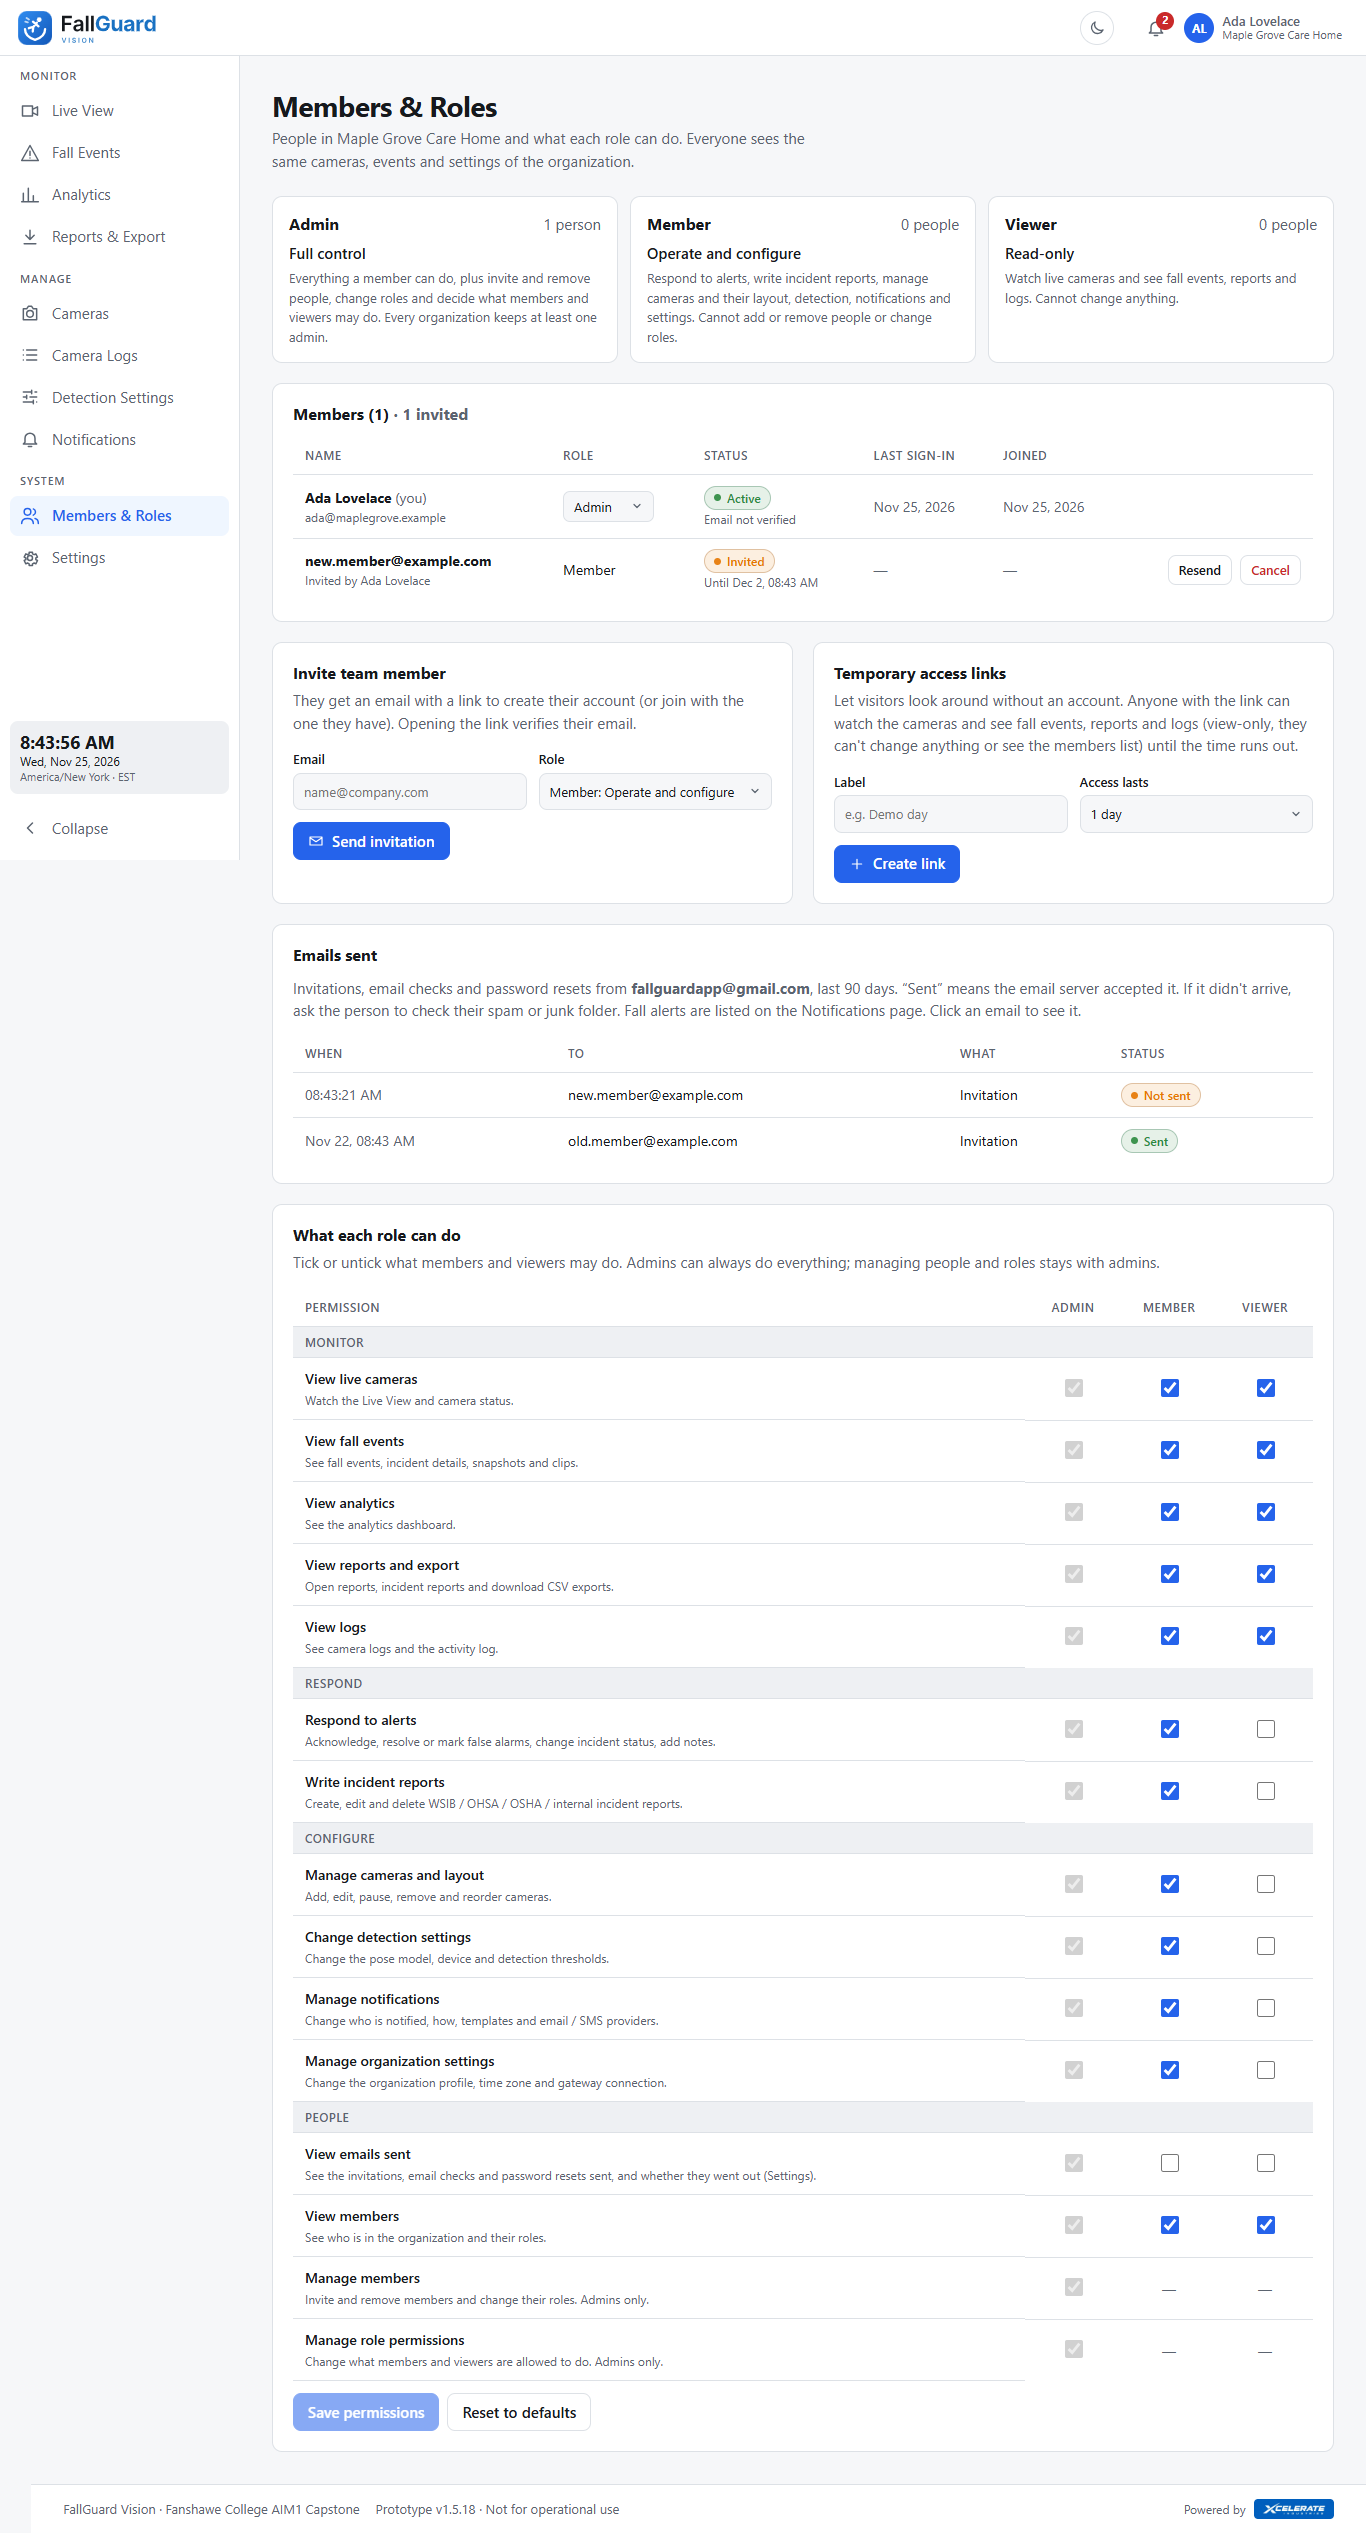 FallGuard
VISION
2
AL
Ada Lovelace
Maple Grove Care Home
MONITOR
Live View
Fall Events
Analytics
Reports & Export
MANAGE
Cameras
Camera Logs
Detection Settings
Notifications
SYSTEM
Members & Roles
Settings
8:43:56 AM
Wed, Nov 25, 2026
America/New York · EST
Collapse
Members & Roles
People in Maple Grove Care Home and what each role can do. Everyone sees the
same cameras, events and settings of the organization.
Admin 1 person
Full control
Everything a member can do, plus invite and remove
people, change roles and decide what members and
viewers may do. Every organization keeps at least one
admin.
Member 0 people
Operate and configure
Respond to alerts, write incident reports, manage
cameras and their layout, detection, notifications and
settings. Cannot add or remove people or change
roles.
Viewer 0 people
Read-only
Watch live cameras and see fall events, reports and
logs. Cannot change anything.
Members (1) · 1 invited
NAME ROLE STATUS LAST SIGN-IN JOINED
Ada Lovelace (you) Admin Active Nov 25, 2026 Nov 25, 2026
ada@maplegrove.example Email not verified
new.member@example.com Member Invited — — Resend Cancel
Invited by Ada Lovelace Until Dec 2, 08:43 AM
Invite team member
They get an email with a link to create their account (or join with the
one they have). Opening the link verifies their email.
Email Role
name@company.com Member: Operate and configure
Send invitation
Temporary access links
Let visitors look around without an account. Anyone with the link can
watch the cameras and see fall events, reports and logs (view-only, they
can't change anything or see the members list) until the time runs out.
Label Access lasts
e.g. Demo day 1 day
Create link
Emails sent
Invitations, email checks and password resets from fallguardapp@gmail.com, last 90 days. “Sent” means the email server accepted it. If it didn't arrive,
ask the person to check their spam or junk folder. Fall alerts are listed on the Notifications page. Click an email to see it.
WHEN TO WHAT STATUS
08:43:21 AM new.member@example.com Invitation Not sent
Nov 22, 08:43 AM old.member@example.com Invitation Sent
What each role can do
Tick or untick what members and viewers may do. Admins can always do everything; managing people and roles stays with admins.
PERMISSION ADMIN MEMBER VIEWER
MONITOR
View live cameras
Watch the Live View and camera status.
View fall events
See fall events, incident details, snapshots and clips.
View analytics
See the analytics dashboard.
View reports and export
Open reports, incident reports and download CSV exports.
View logs
See camera logs and the activity log.
RESPOND
Respond to alerts
Acknowledge, resolve or mark false alarms, change incident status, add notes.
Write incident reports
Create, edit and delete WSIB / OHSA / OSHA / internal incident reports.
CONFIGURE
Manage cameras and layout
Add, edit, pause, remove and reorder cameras.
Change detection settings
Change the pose model, device and detection thresholds.
Manage notifications
Change who is notified, how, templates and email / SMS providers.
Manage organization settings
Change the organization profile, time zone and gateway connection.
PEOPLE
View emails sent
See the invitations, email checks and password resets sent, and whether they went out (Settings).
View members
See who is in the organization and their roles.
Manage members — —
Invite and remove members and change their roles. Admins only.
Manage role permissions — —
Change what members and viewers are allowed to do. Admins only.
Save permissions Reset to defaults
FallGuard Vision · Fanshawe College AIM1 Capstone Prototype v1.5.18 · Not for operational use
Powered by XCELERATE